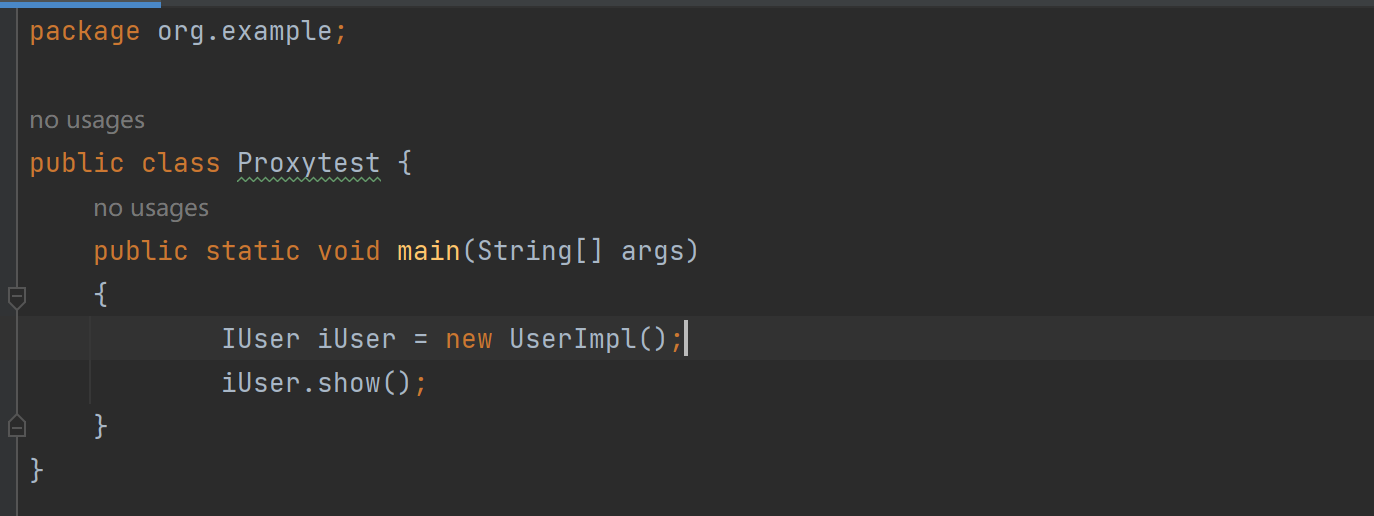 package org.example;
no usages
public class Proxytest {
no usages
public static void main(String[] args)
{
IUser iUser = new UserImpl();
iUser.show();
}
}